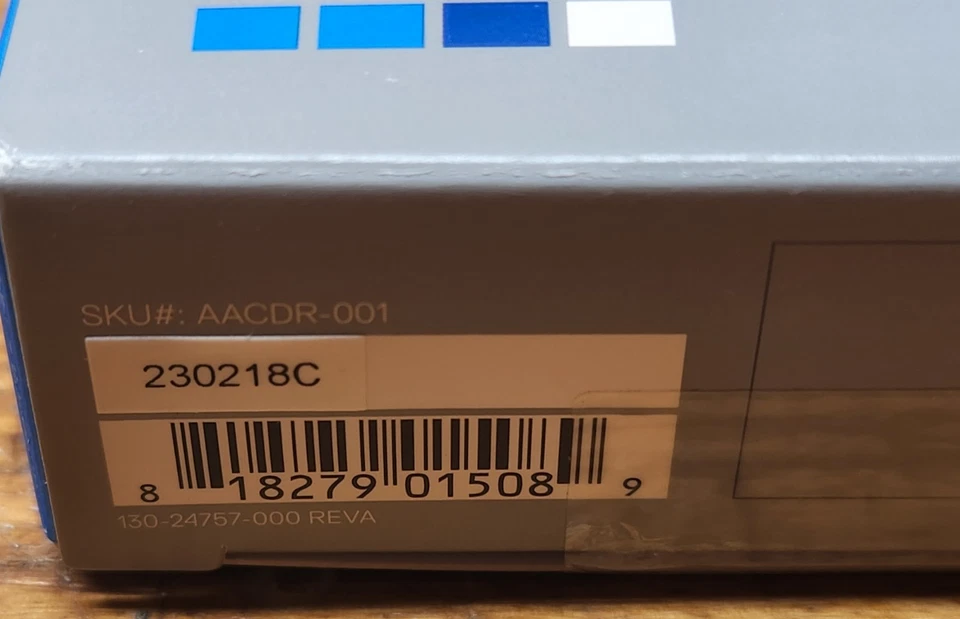 SKU#: AACDR-001
230218C
8 18279 01508 9
130-24757-000 REVA